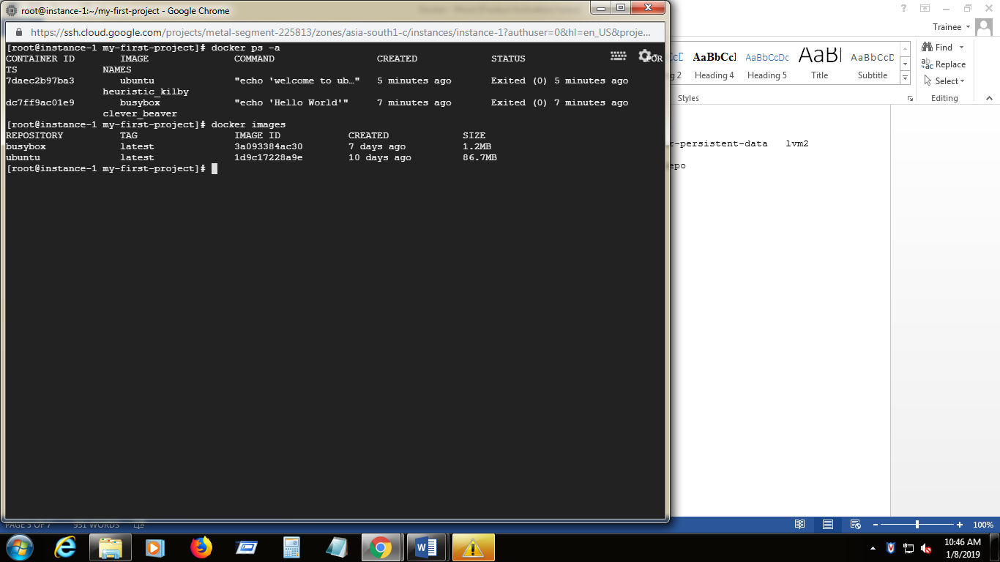 root@instance-1:~/my-first-project - Google Chrome
https://ssh.cloud.google.com/projects/metal-segment-225813/zones/asia-south1-c/instances/instance-1?authuser=0&hl=en_US&proje...
[root@instance-1 my-first-project]# docker ps -a
CONTAINER ID IMAGE COMMAND CREATED STATUS POR
TS NAMES
7daec2b97ba3 ubuntu "echo 'welcome to ub…" 5 minutes ago Exited (0) 5 minutes ago
heuristic_kilby
dc7ff9ac01e9 busybox "echo 'Hello World'" 7 minutes ago Exited (0) 7 minutes ago
clever_beaver
[root@instance-1 my-first-project]# docker images
REPOSITORY TAG IMAGE ID CREATED SIZE
busybox latest 3a093384ac30 7 days ago 1.2MB
ubuntu latest 1d9c17228a9e 10 days ago 86.7MB
[root@instance-1 my-first-project]#
Trainee
CcD AaBbCcI AaBbCcDc AaBl AaBbCcD
g 2 Heading 4 Heading 5 Title Subtitle
Styles
Find
Replace
Select
Editing
r-persistent-data lvm2
epo
PAGE 5 OF 7 931 WORDS
100%
10:46 AM
1/8/2019